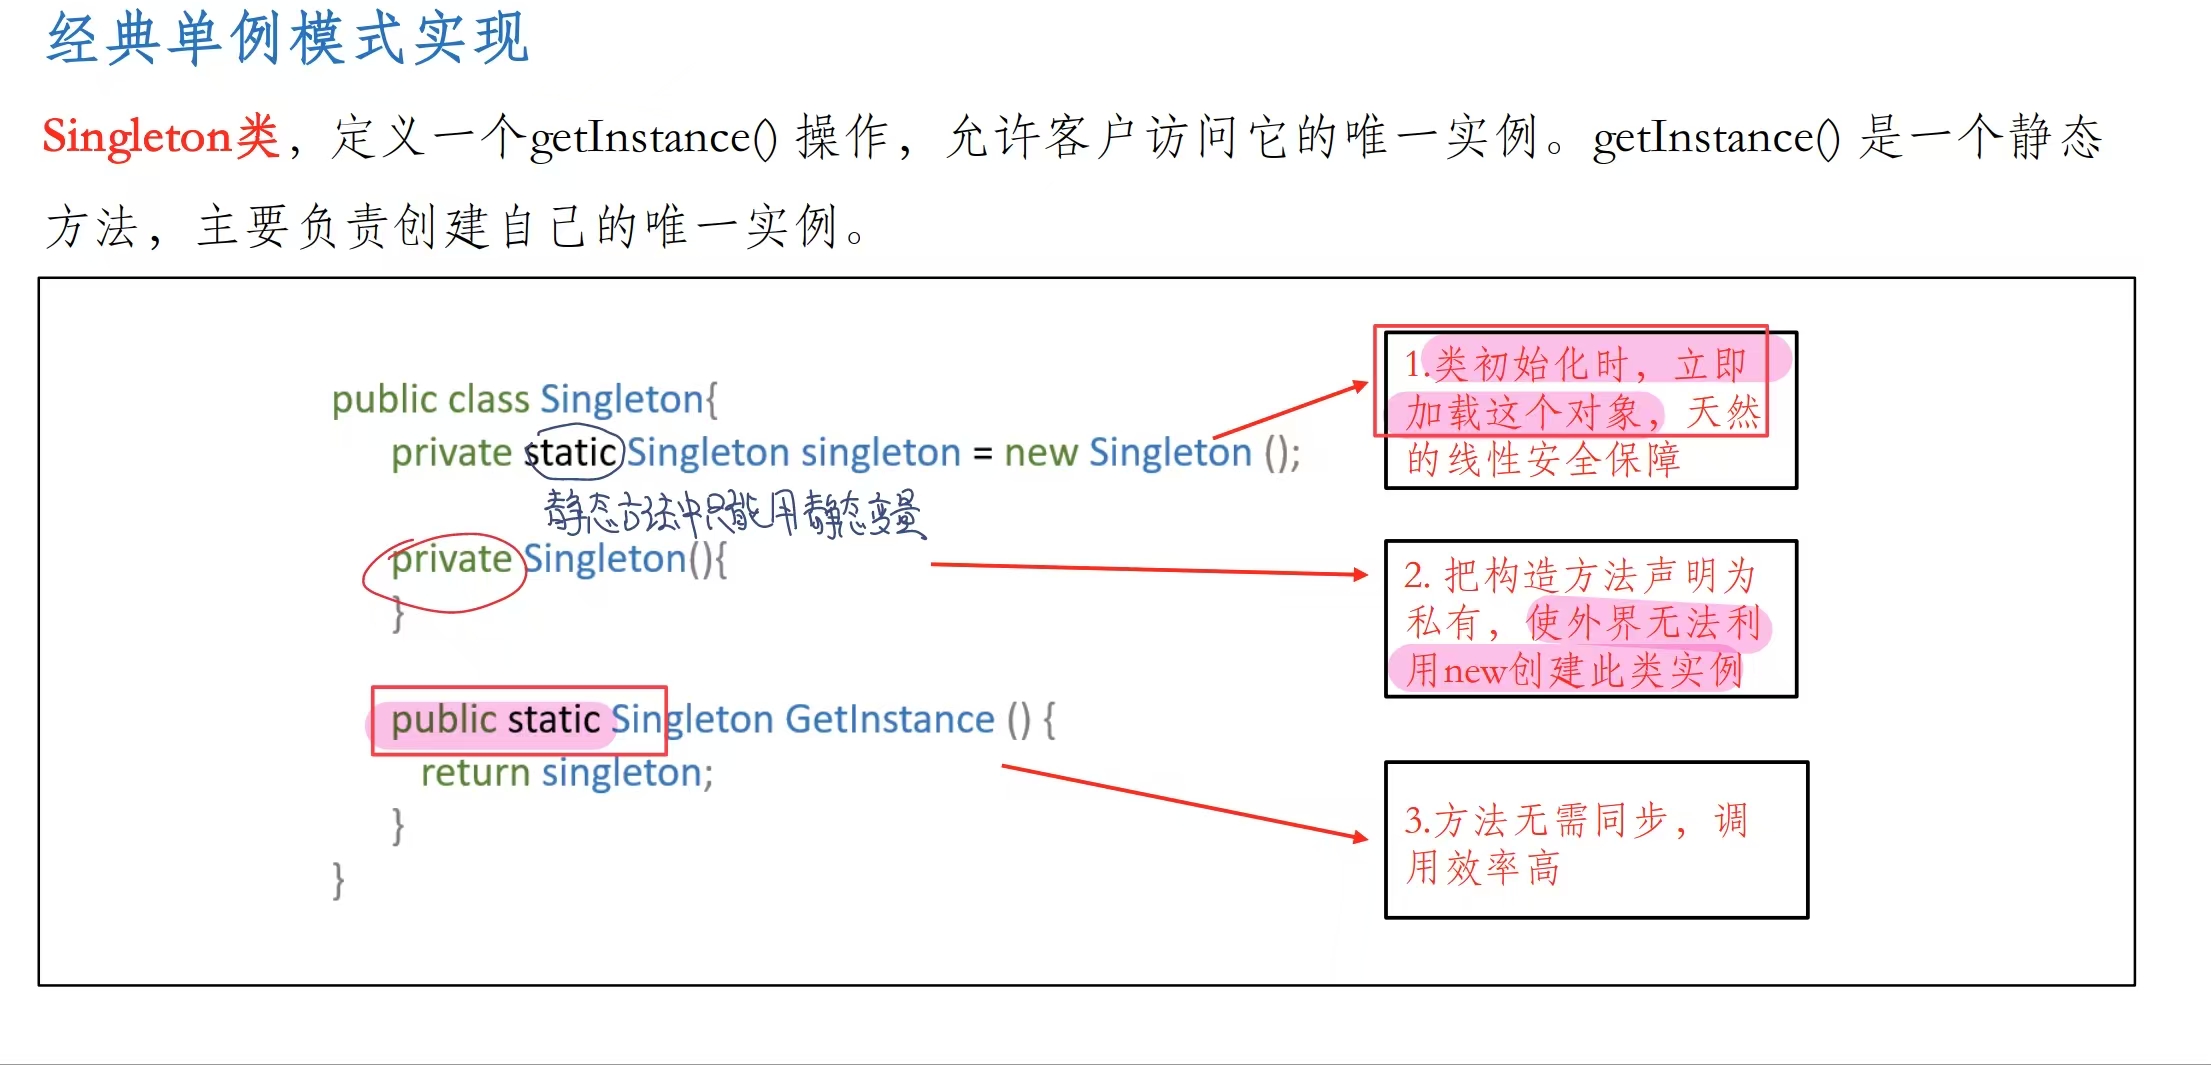 经典单例模式实现
Singleton类，定义一个getInstance() 操作，允许客户访问它的唯一实例。getInstance() 是一个静态
方法，主要负责创建自己的唯一实例。
public class Singleton{
private static Singleton singleton = new Singleton ();
静态方法中只能用静态变量
private Singleton(){
}
public static Singleton GetInstance () {
return singleton;
}
}
1.类初始化时，立即
加载这个对象，天然
的线性安全保障
2. 把构造方法声明为
私有，使外界无法利
用new创建此类实例
3.方法无需同步，调
用效率高